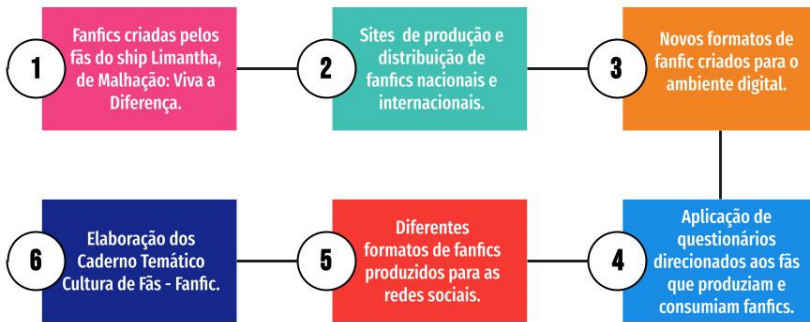 1
Fanfics criadas pelos
fãs do ship Limantha,
de Malhação: Viva a
Diferença.
2
Sites de produção e
distribuição de
fanfics nacionais e
internacionais.
3
Novos formatos de
fanfic criados para o
ambiente digital.
4
Aplicação de
questionários
direcionados aos fãs
que produziam e
consumiam fanfics.
5
Diferentes
formatos de fanfics
produzidos para as
redes sociais.
6
Elaboração dos
Caderno Temático
Cultura de Fãs - Fanfic.